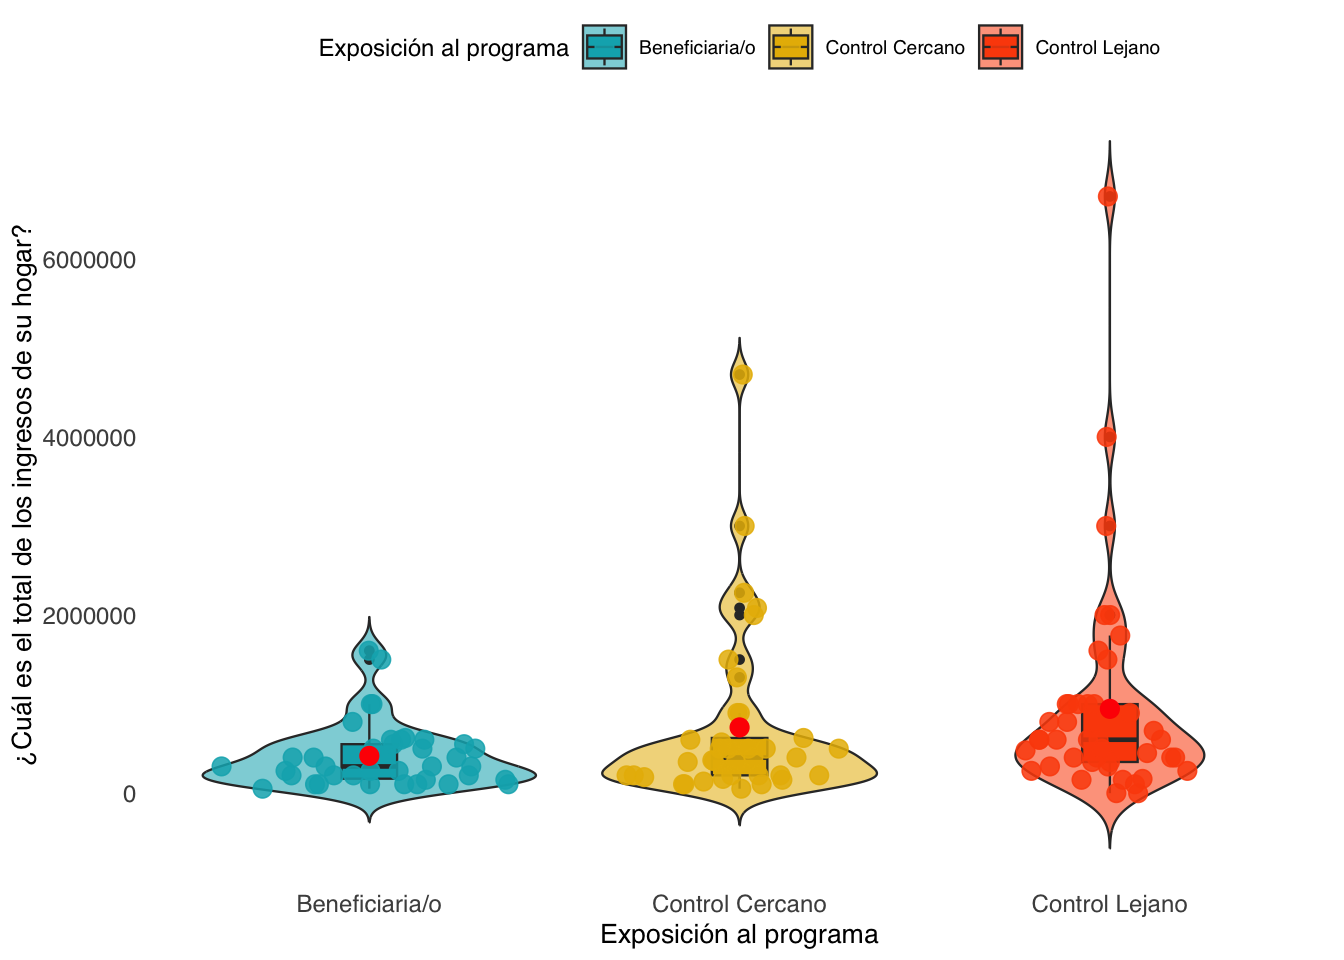 Exposición al programa Beneficiaria/o Control Cercano Control Lejano
¿Cuál es el total de los ingresos de su hogar?
6000000
4000000
2000000
0
Beneficiaria/o Control Cercano Control Lejano
Exposición al programa